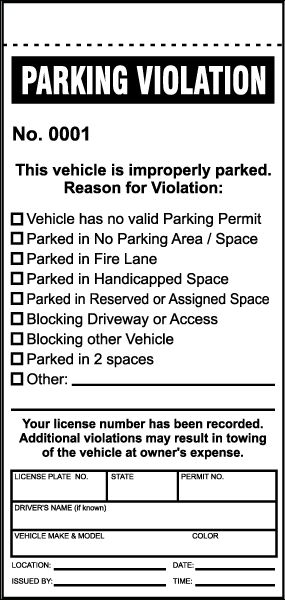 PARKING VIOLATION
No. 0001
This vehicle is improperly parked.
Reason for Violation:
Vehicle has no valid Parking Permit
Parked in No Parking Area / Space
Parked in Fire Lane
Parked in Handicapped Space
Parked in Reserved or Assigned Space
Blocking Driveway or Access
Blocking other Vehicle
Parked in 2 spaces
Other:
Your license number has been recorded.
Additional violations may result in towing
of the vehicle at owner's expense.
LICENSE PLATE NO. STATE PERMIT NO.
DRIVER'S NAME (if known)
VEHICLE MAKE & MODEL COLOR
LOCATION: DATE:
ISSUED BY: TIME: